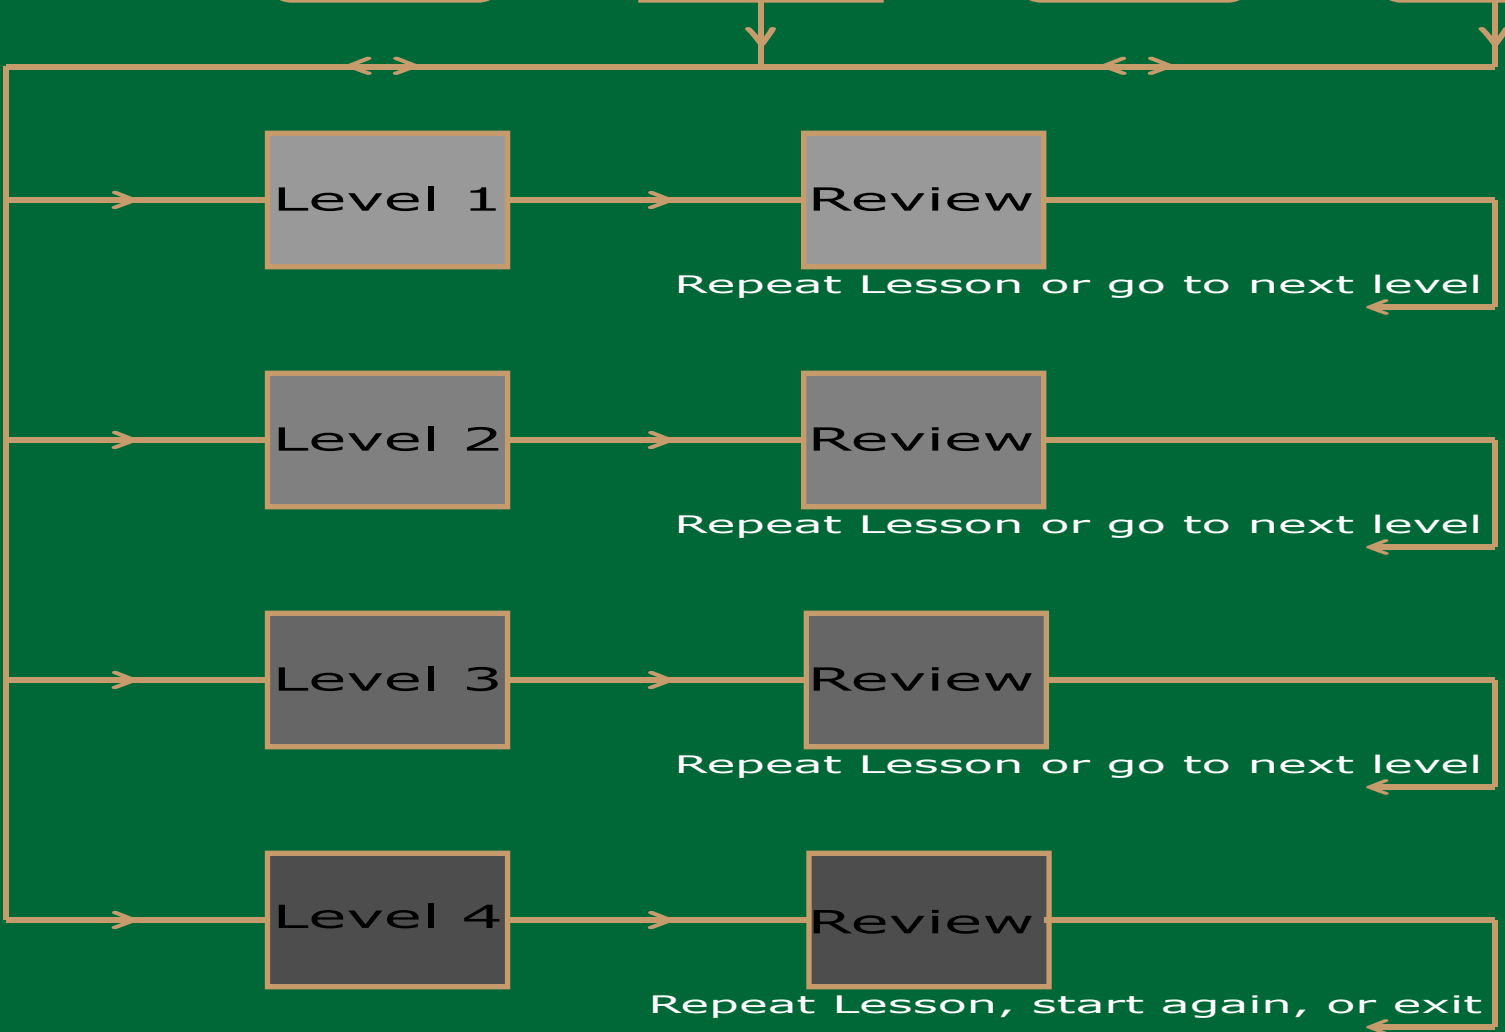 Level 1 Review
Repeat Lesson or go to next level
Level 2 Review
Repeat Lesson or go to next level
Level 3 Review
Repeat Lesson or go to next level
Level 4 Review
Repeat Lesson, start again, or exit